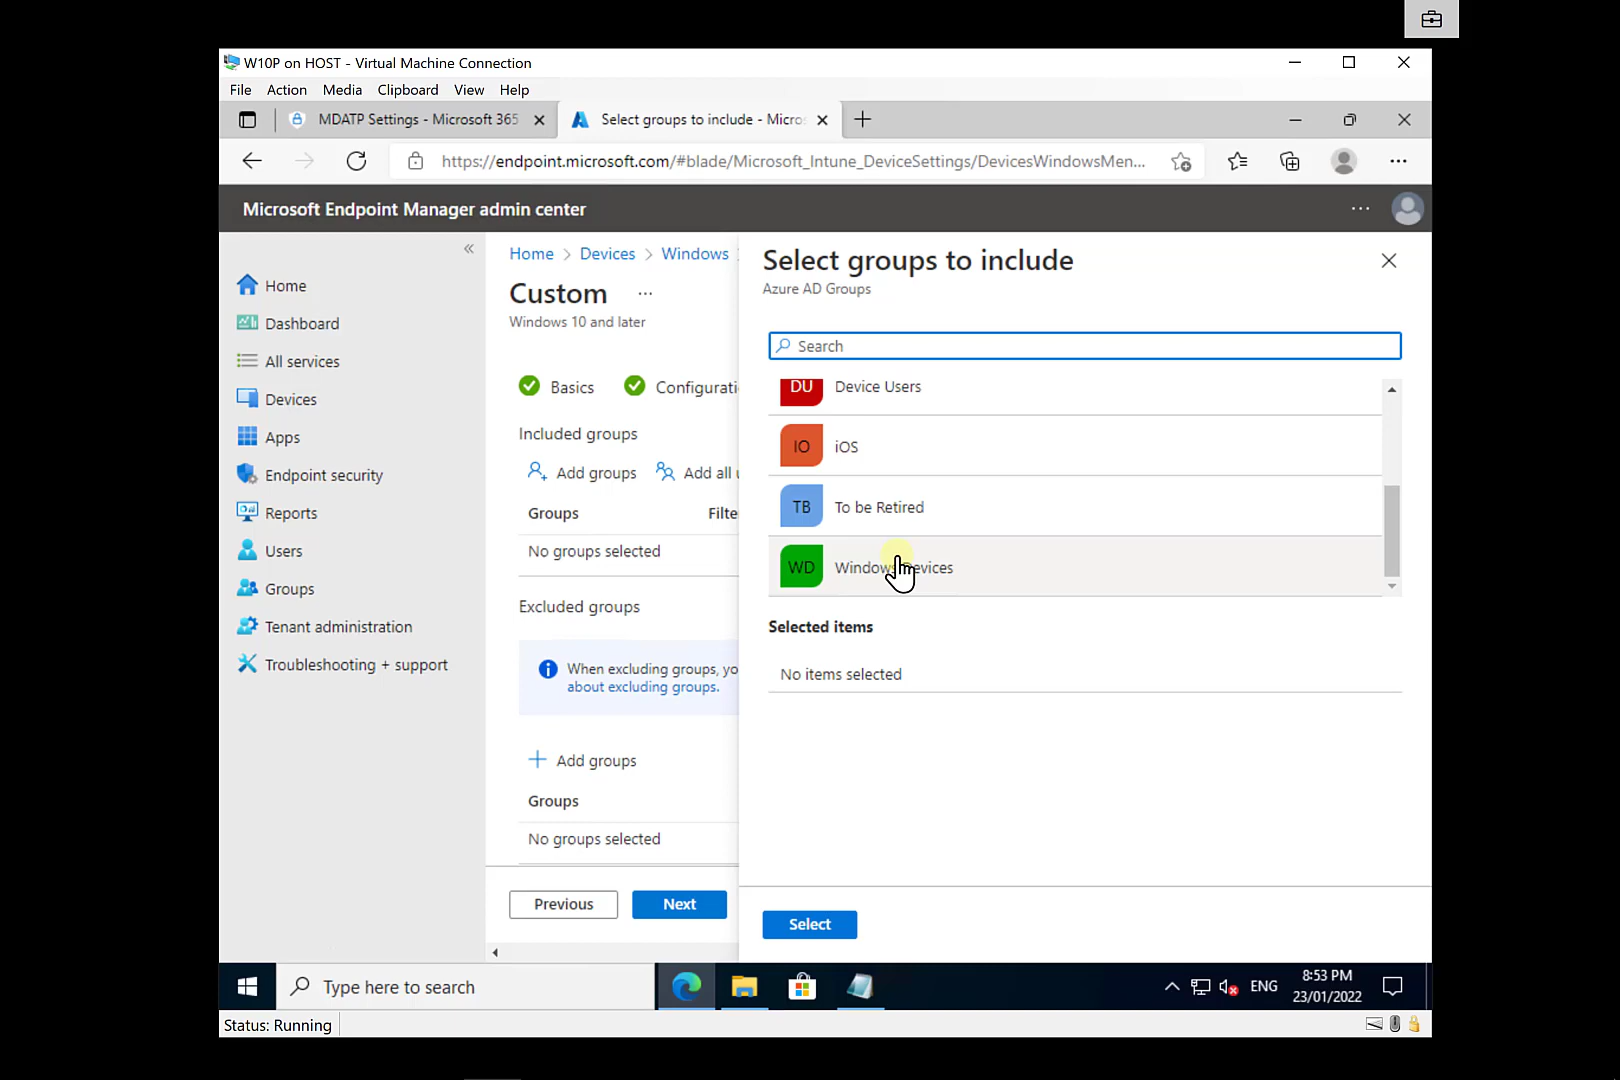 W10P on HOST - Virtual Machine Connection
File Action Media Clipboard View Help
MDATP Settings - Microsoft 365
Select groups to include - Micro
https://endpoint.microsoft.com/#blade/Microsoft_Intune_DeviceSettings/DevicesWindowsMen...
Microsoft Endpoint Manager admin center
Home
Dashboard
All services
Devices
Apps
Endpoint security
Reports
Users
Groups
Tenant administration
Troubleshooting + support
Home > Devices > Windows
Custom ...
Windows 10 and later
Basics Configurati
Included groups
Add groups Add all
Groups Filte
No groups selected
Excluded groups
When excluding groups, yo
about excluding groups.
Add groups
Groups
No groups selected
Previous Next
Select groups to include
Azure AD Groups
Search
DU Device Users
IO iOS
TB To be Retired
WD Windows Devices
Selected items
No items selected
Select
Type here to search
ENG
8:53 PM
23/01/2022
Status: Running